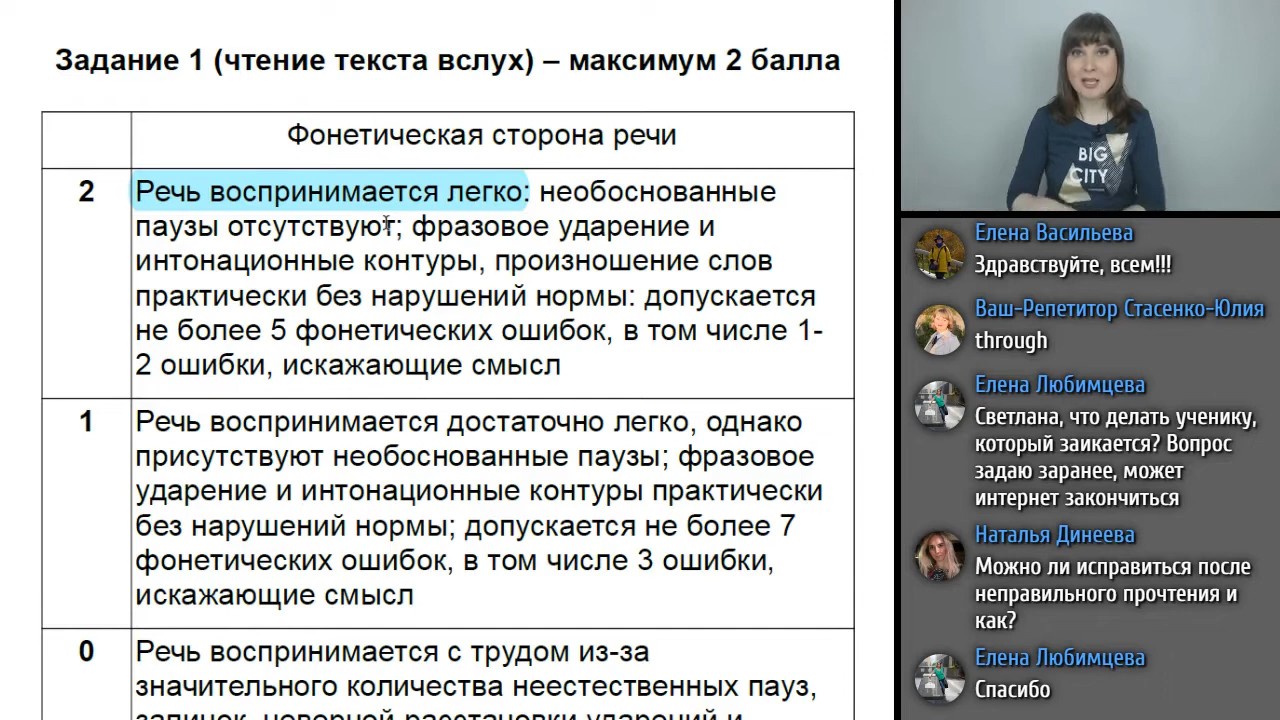 Задание 1 (чтение текста вслух) – максимум 2 балла
Фонетическая сторона речи
2
Речь воспринимается легко: необоснованные
паузы отсутствуют; фразовое ударение и
интонационные контуры, произношение слов
практически без нарушений нормы: допускается
не более 5 фонетических ошибок, в том числе 1-
2 ошибки, искажающие смысл
1
Речь воспринимается достаточно легко, однако
присутствуют необоснованные паузы; фразовое
ударение и интонационные контуры практически
без нарушений нормы; допускается не более 7
фонетических ошибок, в том числе 3 ошибки,
искажающие смысл
0
Речь воспринимается с трудом из-за
значительного количества неестественных пауз,
запинок, неверной расстановки ударений и
BIG
CITY
Елена Васильева
Здравствуйте, всем!!!
Ваш-Репетитор Стасенко-Юлия
through
Елена Любимцева
Светлана, что делать ученику,
который заикается? Вопрос
задаю заранее, может
интернет закончиться
Наталья Динеева
Можно ли исправиться после
неправильного прочтения и
как?
Елена Любимцева
Спасибо